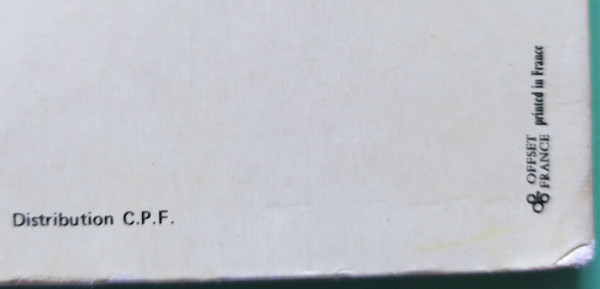 Distribution C.P.F.
OFFSET
FRANCE
printed in France